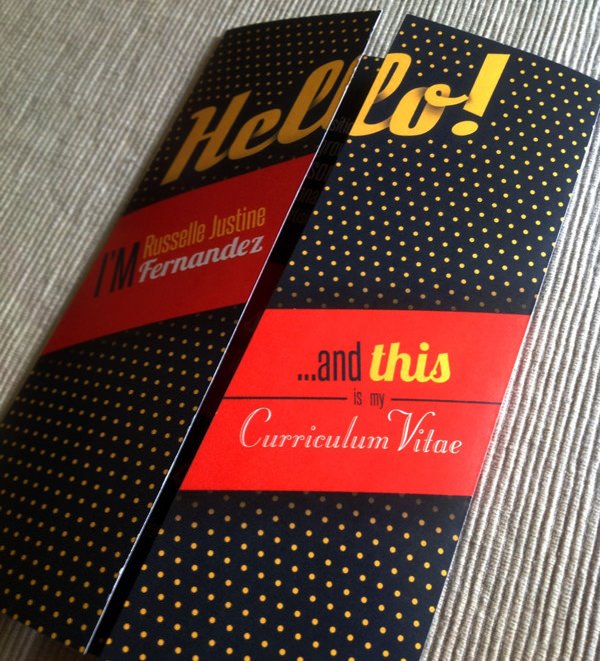 Hello!
I'M Russelle Justine
Fernandez
...and this
is my
Curriculum Vitae